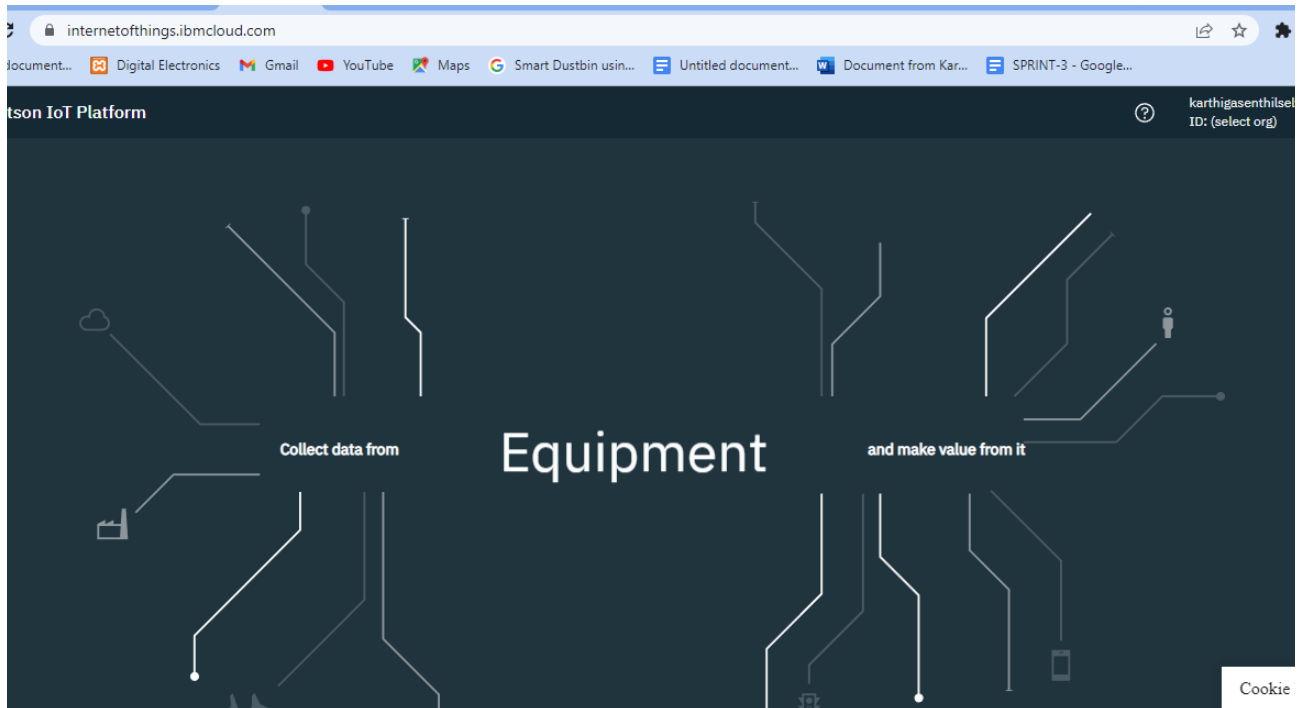 internetofthings.ibmcloud.com
document... Digital Electronics Gmail YouTube Maps Smart Dustbin usin... Untitled document... Document from Kar... SPRINT-3 - Google...
tson IoT Platform
karthigasenthilsel
ID: (select org)
Collect data from Equipment and make value from it
Cookie